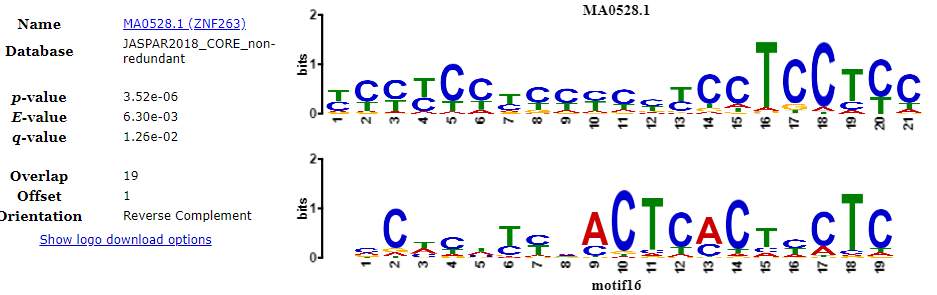 Name MA0528.1 (ZNF263)
Database JASPAR2018_CORE_non-
redundant
p-value 3.52e-06
E-value 6.30e-03
q-value 1.26e-02
Overlap 19
Offset 1
Orientation Reverse Complement
Show logo download options
MA0528.1
bits
2
1
0
1 2 3 4 5 6 7 8 9 10 11 12 13 14 15 16 17 18 19 20 21
bits
2
1
0
1 2 3 4 5 6 7 8 9 10 11 12 13 14 15 16 17 18 19
motif16